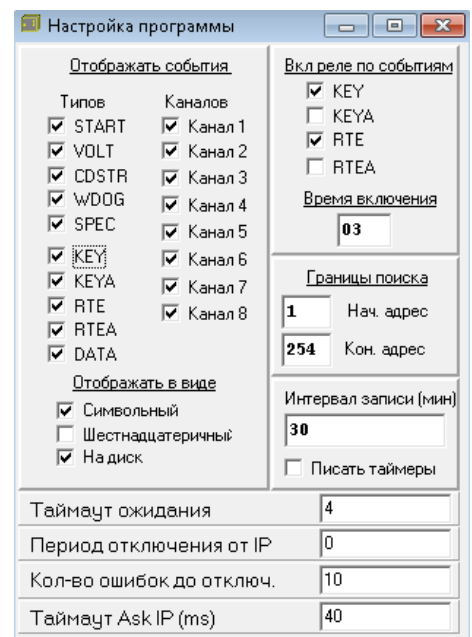 Настройка программы
Отображать события
Типов
Каналов
START
VOLT
CDSTR
WDOG
SPEC
KEY
KEYA
RTE
RTEA
DATA
Канал 1
Канал 2
Канал 3
Канал 4
Канал 5
Канал 6
Канал 7
Канал 8
Отображать в виде
Символьный
Шестнадцатеричный
На диск
Вкл реле по событиям
KEY
KEYA
RTE
RTEA
Время включения
03
Границы поиска
1 Нач. адрес
254 Кон. адрес
Интервал записи (мин)
30
Писать таймеры
Таймаут ожидания 4
Период отключения от IP 0
Кол-во ошибок до отключ. 10
Таймаут Ask IP (ms) 40